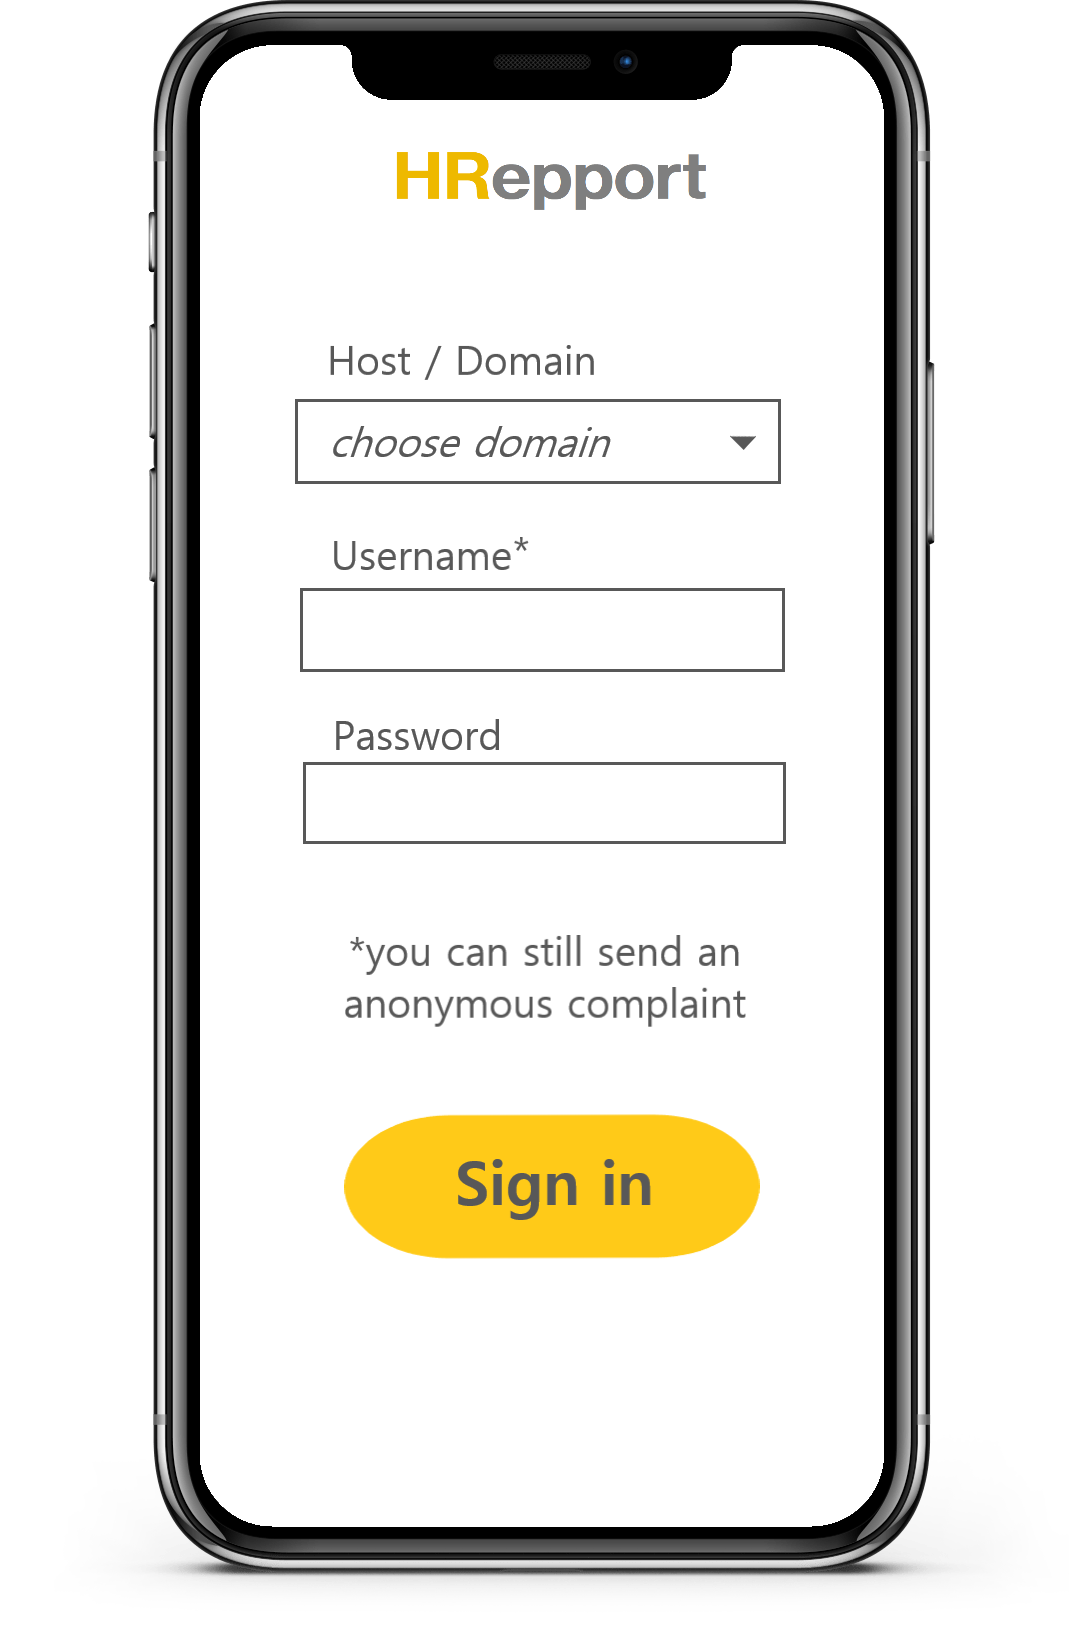 HRepport
Host / Domain
choose domain
Username*
Password
*you can still send an
anonymous complaint
Sign in